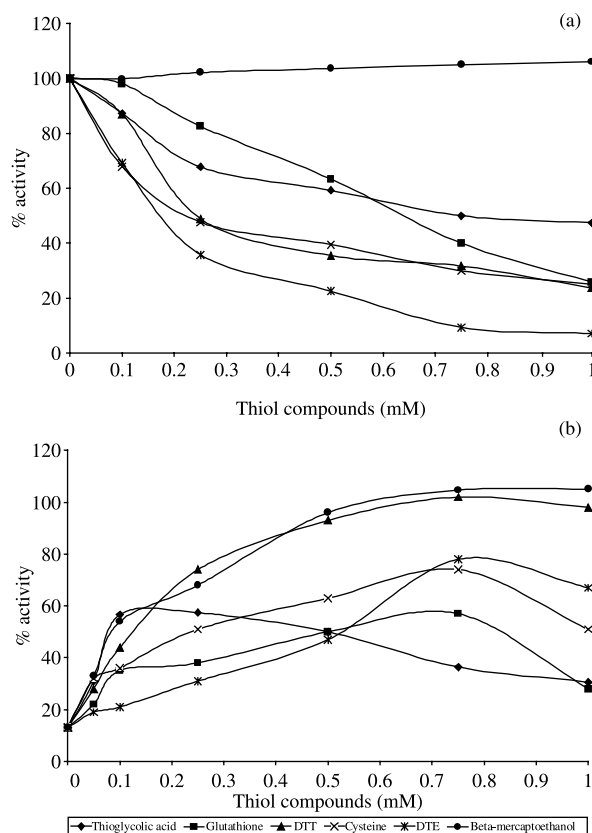 (a)
120
100
80
60
40
20
0
% activity
0 0.1 0.2 0.3 0.4 0.5 0.6 0.7 0.8 0.9 1
Thiol compounds (mM)
(b)
120
100
80
60
40
20
0
% activity
0 0.1 0.2 0.3 0.4 0.5 0.6 0.7 0.8 0.9 1
Thiol compounds (mM)
Thioglycolic acid Glutathione DTT Cysteine DTE Beta-mercaptoethanol